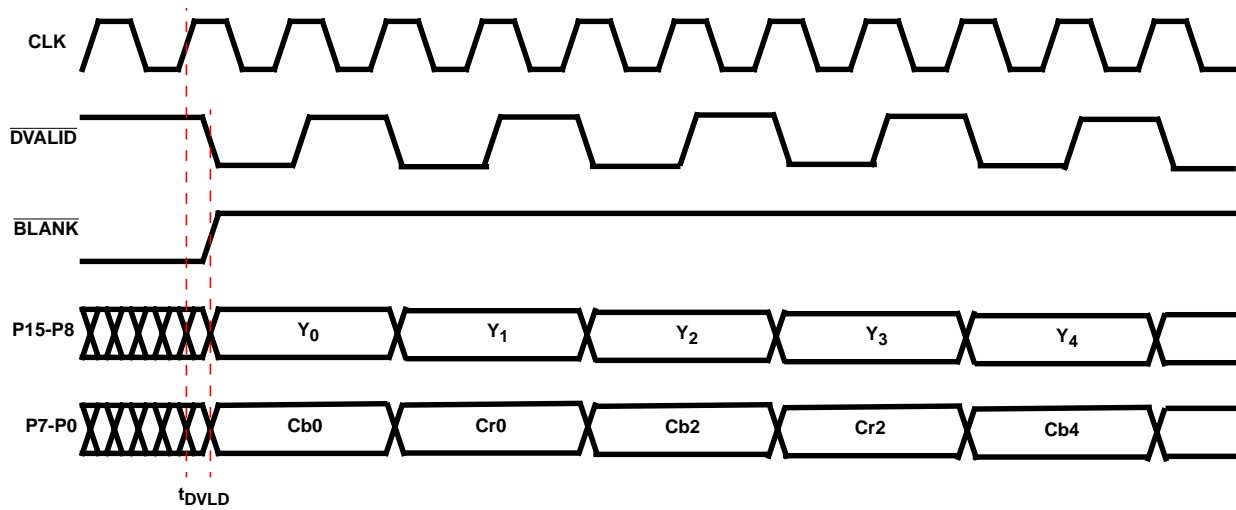 CLK
DVALID
BLANK
P15-P8 Y0 Y1 Y2 Y3 Y4
P7-P0 Cb0 Cr0 Cb2 Cr2 Cb4
tDVLD